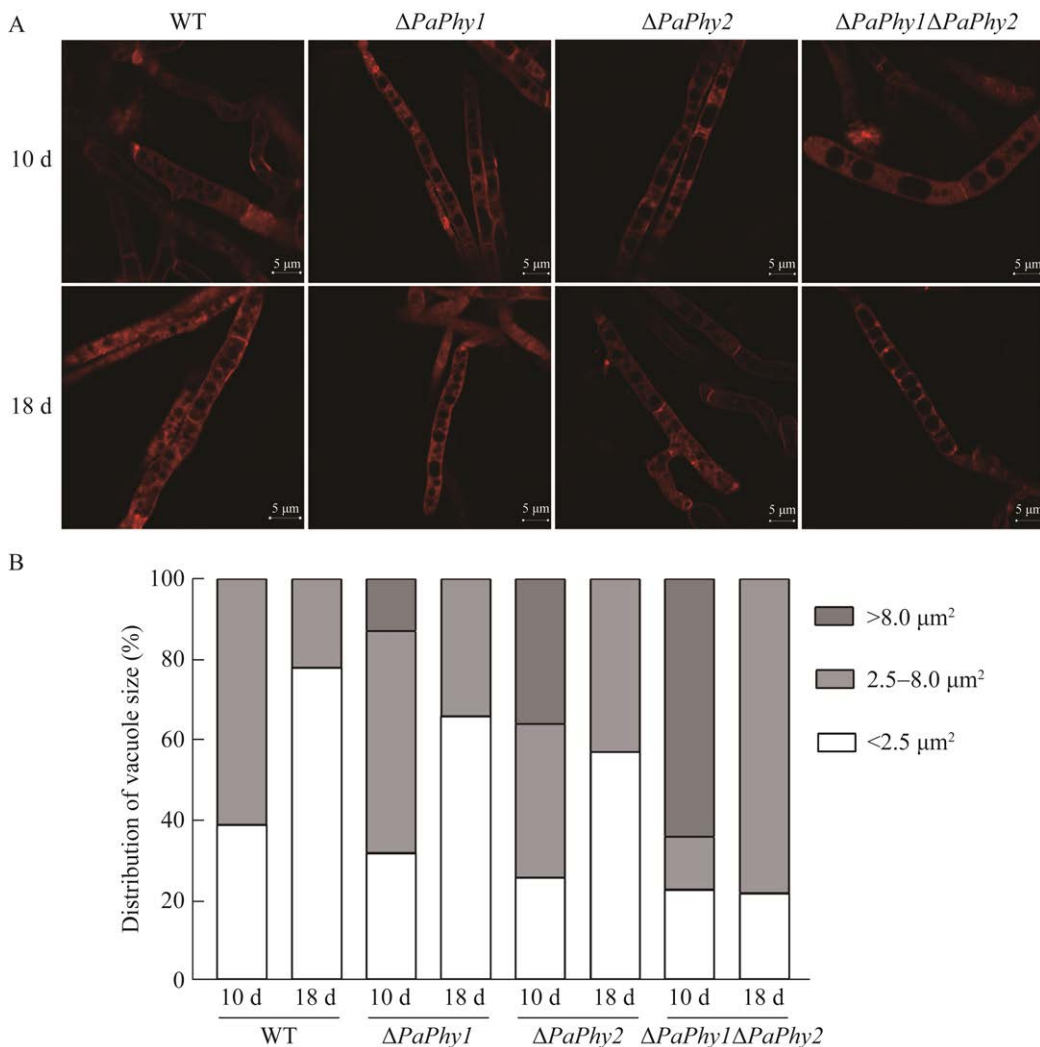 A
WT
ΔPaPhy1
ΔPaPhy2
ΔPaPhy1ΔPaPhy2
10 d
5 μm
5 μm
5 μm
5 μm
18 d
5 μm
5 μm
5 μm
5 μm
B
Distribution of vacuole size (%)
100
80
60
40
20
0
>8.0 μm²
2.5–8.0 μm²
<2.5 μm²
10 d 18 d 10 d 18 d 10 d 18 d 10 d 18 d
WT ΔPaPhy1 ΔPaPhy2 ΔPaPhy1ΔPaPhy2